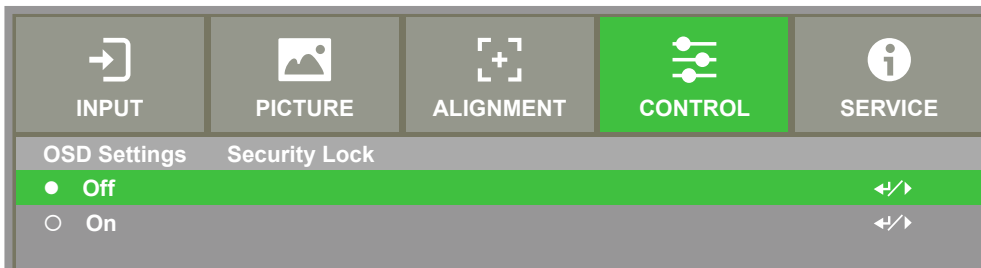 INPUT PICTURE ALIGNMENT CONTROL SERVICE
OSD Settings Security Lock
Off
On